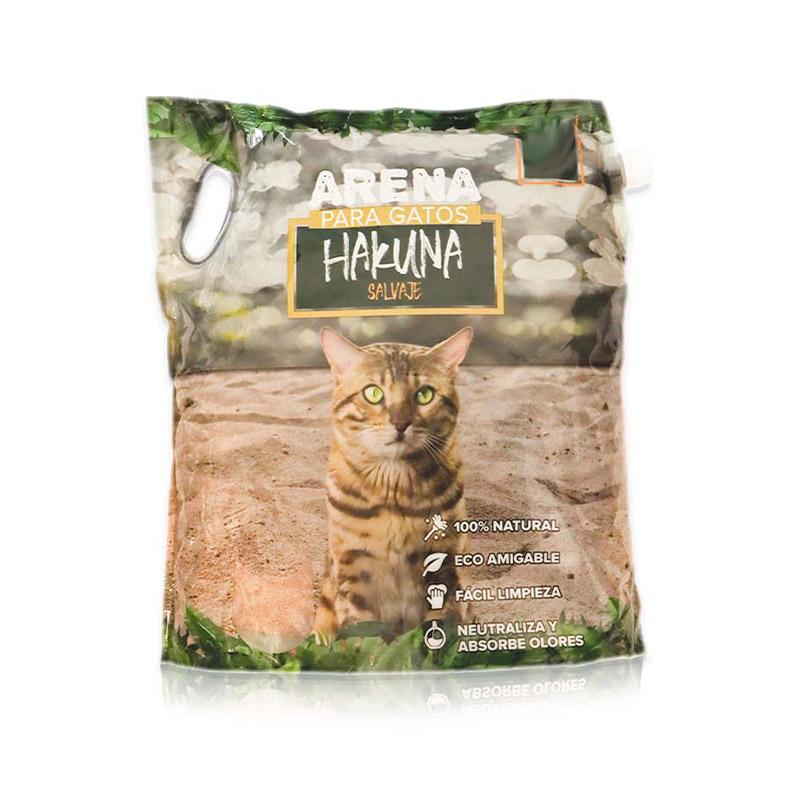 ARENA
PARA GATOS
HAKUNA
SALVAJE
100% NATURAL
ECO AMIGABLE
FÁCIL LIMPIEZA
NEUTRALIZA Y
ABSORBE OLORES